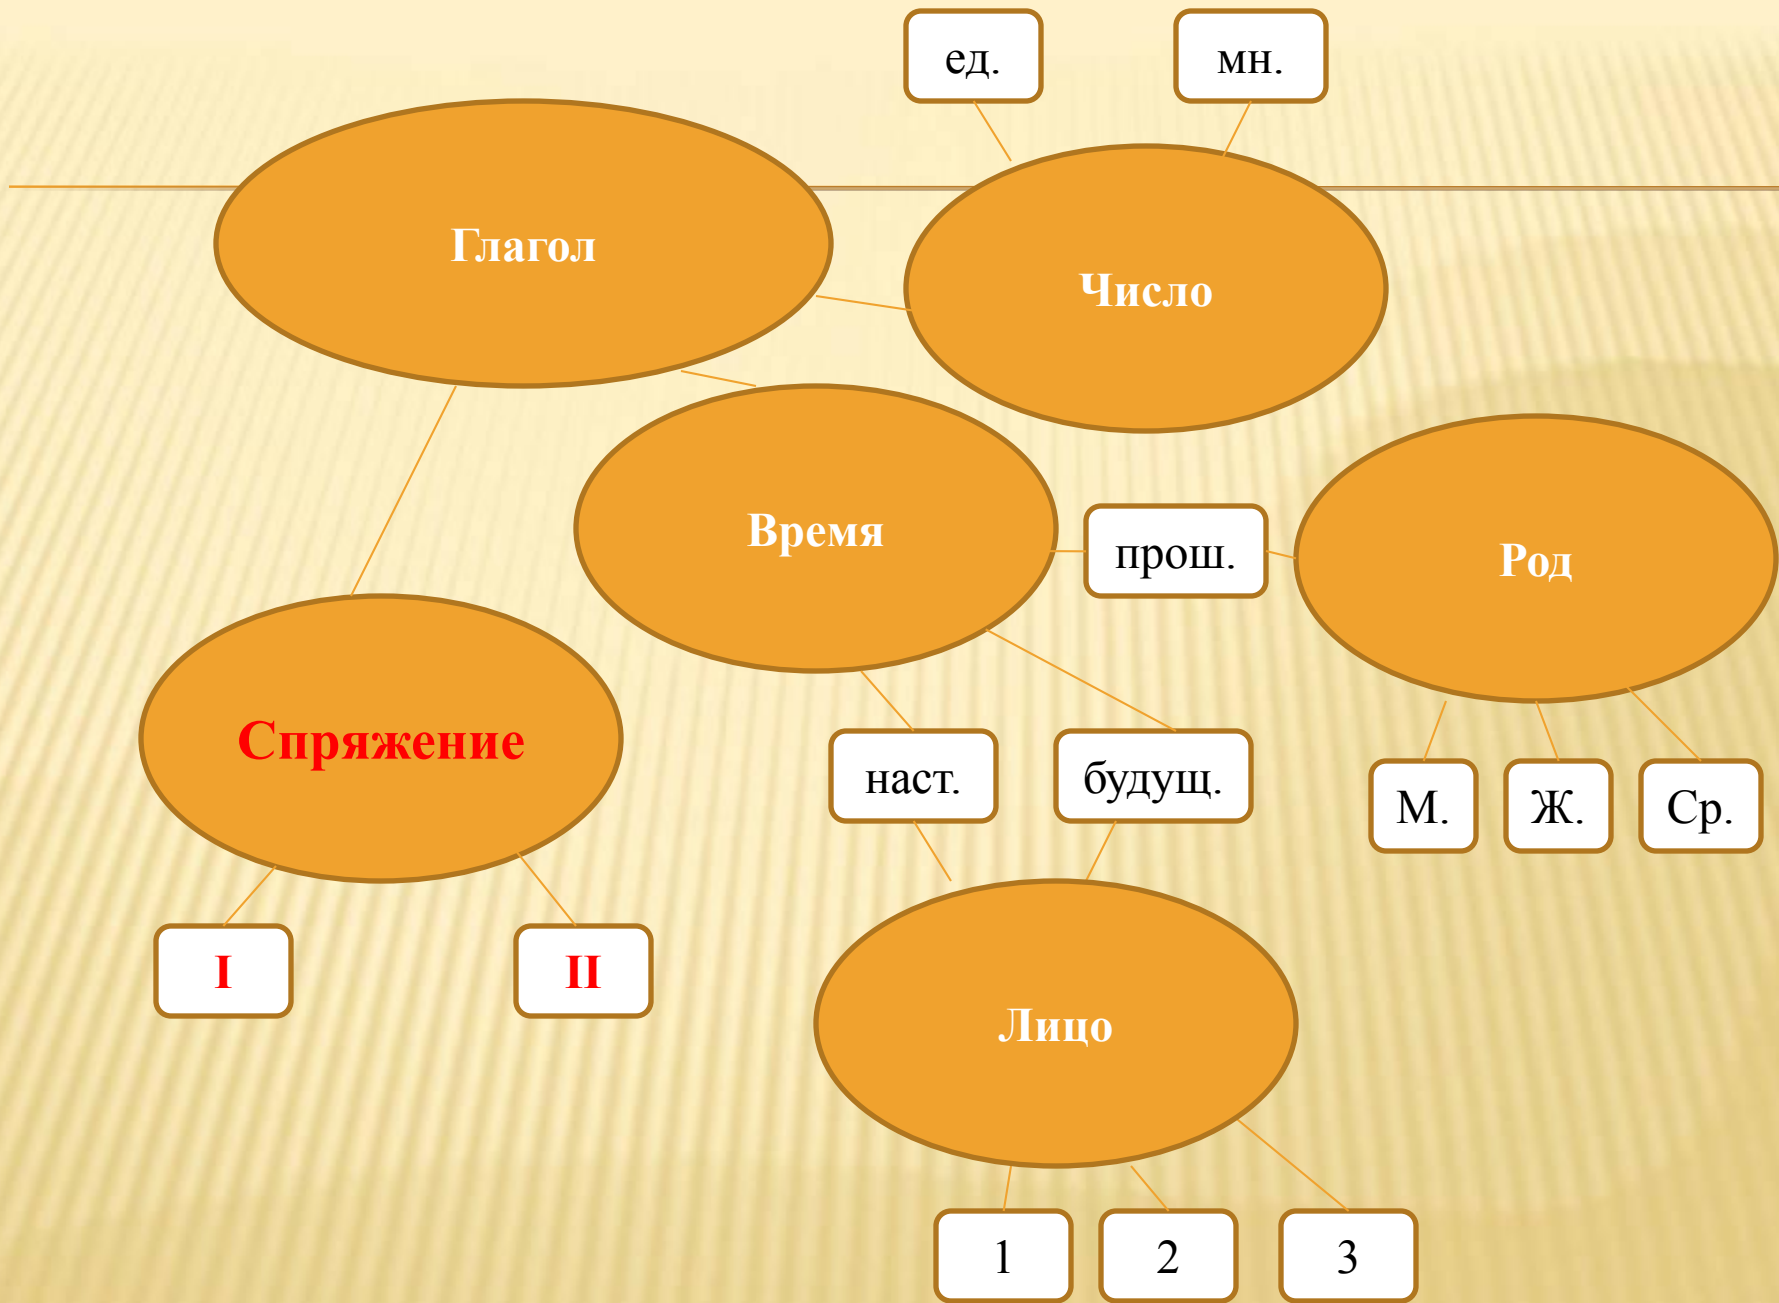 ед.
мн.
Глагол
Число
Время
прош.
Род
Спряжение
наст.
будущ.
М.
Ж.
Ср.
I
II
Лицо
1
2
3